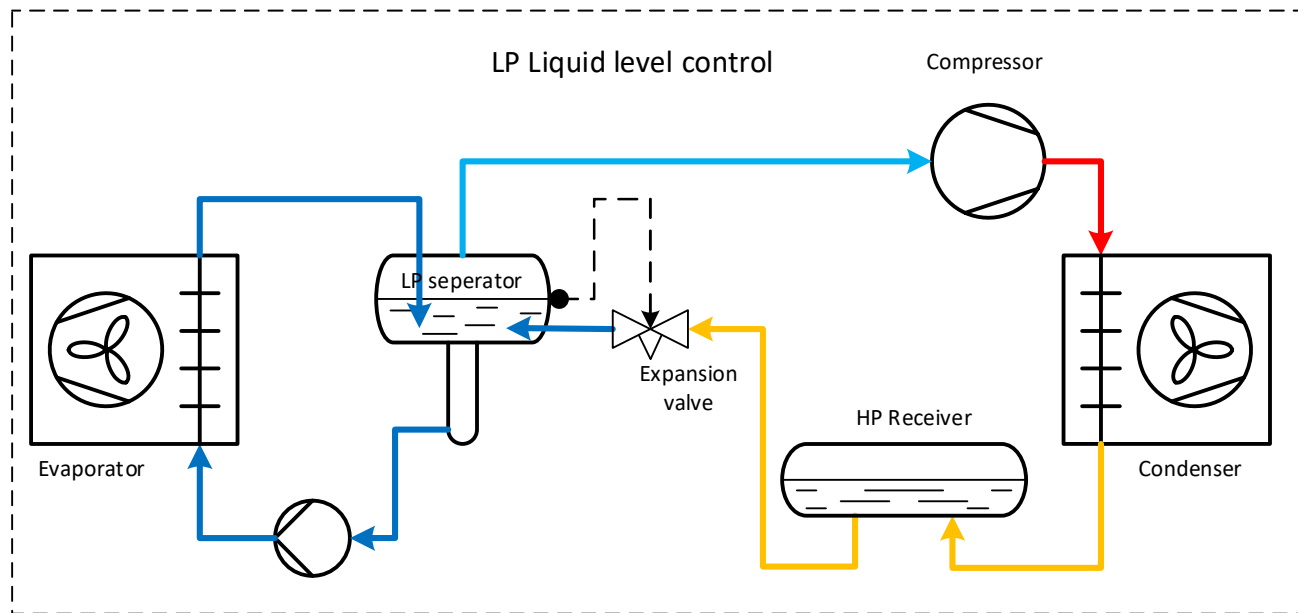 LP Liquid level control
Compressor
LP seperator
Expansion
valve
HP Receiver
Evaporator
Condenser